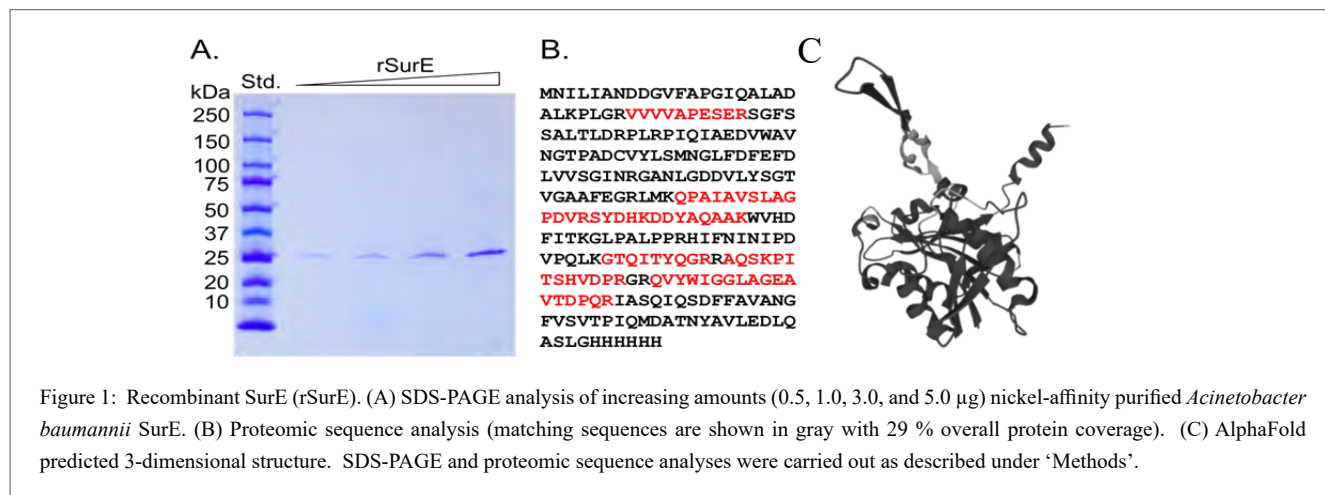 A.
rSurE
Std.
kDa
250
150
100
75
50
37
25
20
10
B.
MNILIANDDGVFAPGIQALAD
ALKPLGRVVVVAPESERSGFS
SALTLDRPLRPIQIAEDVWAV
NGTPADCVYLSMNGLFDFEFD
LVVSGINRGANLGDDVLYSGT
VGAAFEGRLMKQPAIAVSLAG
PDVRSYDHKDDYAQAAKWVHD
FITKGLPALPPRHIFNINIPD
VPQLKGTQITYQGRRAQSKPI
TSHVDPRGRQVYWIGGLAGEA
VTDPQRIASQIQSDFFAVANG
FVSVTPIQMDATNYAVLEDLQ
ASLGHHHHHH
C
Figure 1: Recombinant SurE (rSurE). (A) SDS-PAGE analysis of increasing amounts (0.5, 1.0, 3.0, and 5.0 µg) nickel-affinity purified Acinetobacter
baumannii SurE. (B) Proteomic sequence analysis (matching sequences are shown in gray with 29 % overall protein coverage). (C) AlphaFold
predicted 3-dimensional structure. SDS-PAGE and proteomic sequence analyses were carried out as described under ‘Methods’.